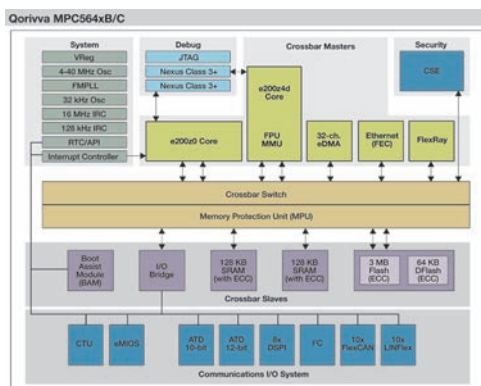 Qorivva MPC564xB/C
System
VReg
4-40 MHz Osc
FMPLL
32 kHz Osc
16 MHz IRC
128 kHz IRC
RTC/API
Interrupt Controller
Debug
JTAG
Nexus Class 3+
Nexus Class 3+
Crossbar Masters
Security
CSE
e200z0 Core
e200z4d
Core
FPU
MMU
32-ch.
eDMA
Ethernet
(FEC)
FlexRay
Crossbar Switch
Memory Protection Unit (MPU)
Boot
Assist
Module
(BAM)
I/O
Bridge
128 KB
SRAM
(with ECC)
128 KB
SRAM
(with ECC)
3 MB
Flash
(ECC)
64 KB
DFlash
(ECC)
Crossbar Slaves
CTU
eMIOS
ATD
10-bit
ATD
12-bit
8x
DSPI
I²C
10x
FlexCAN
10x
LINFlex
Communications I/O System